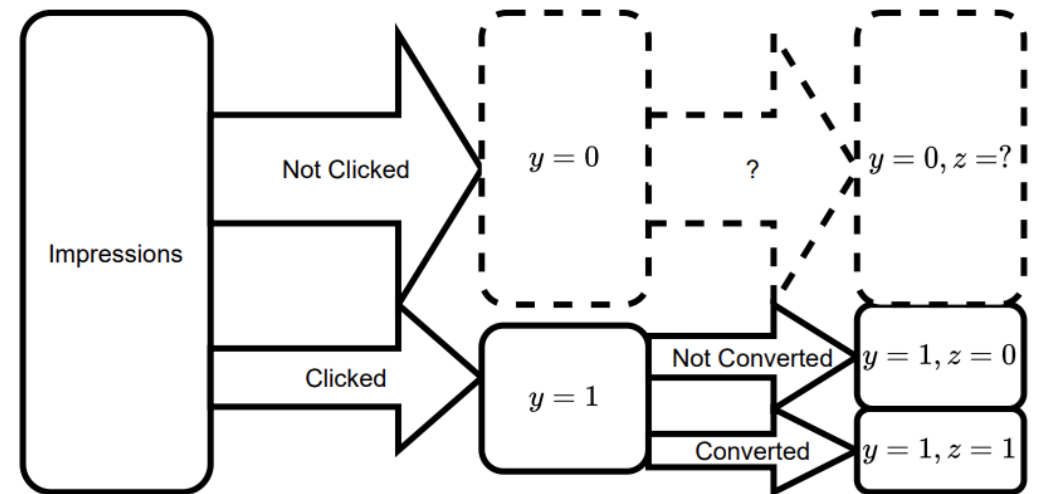 Impressions
Not Clicked
Clicked
y = 0
y = 1
?
Not Converted
Converted
y = 0, z =?
y = 1, z = 0
y = 1, z = 1